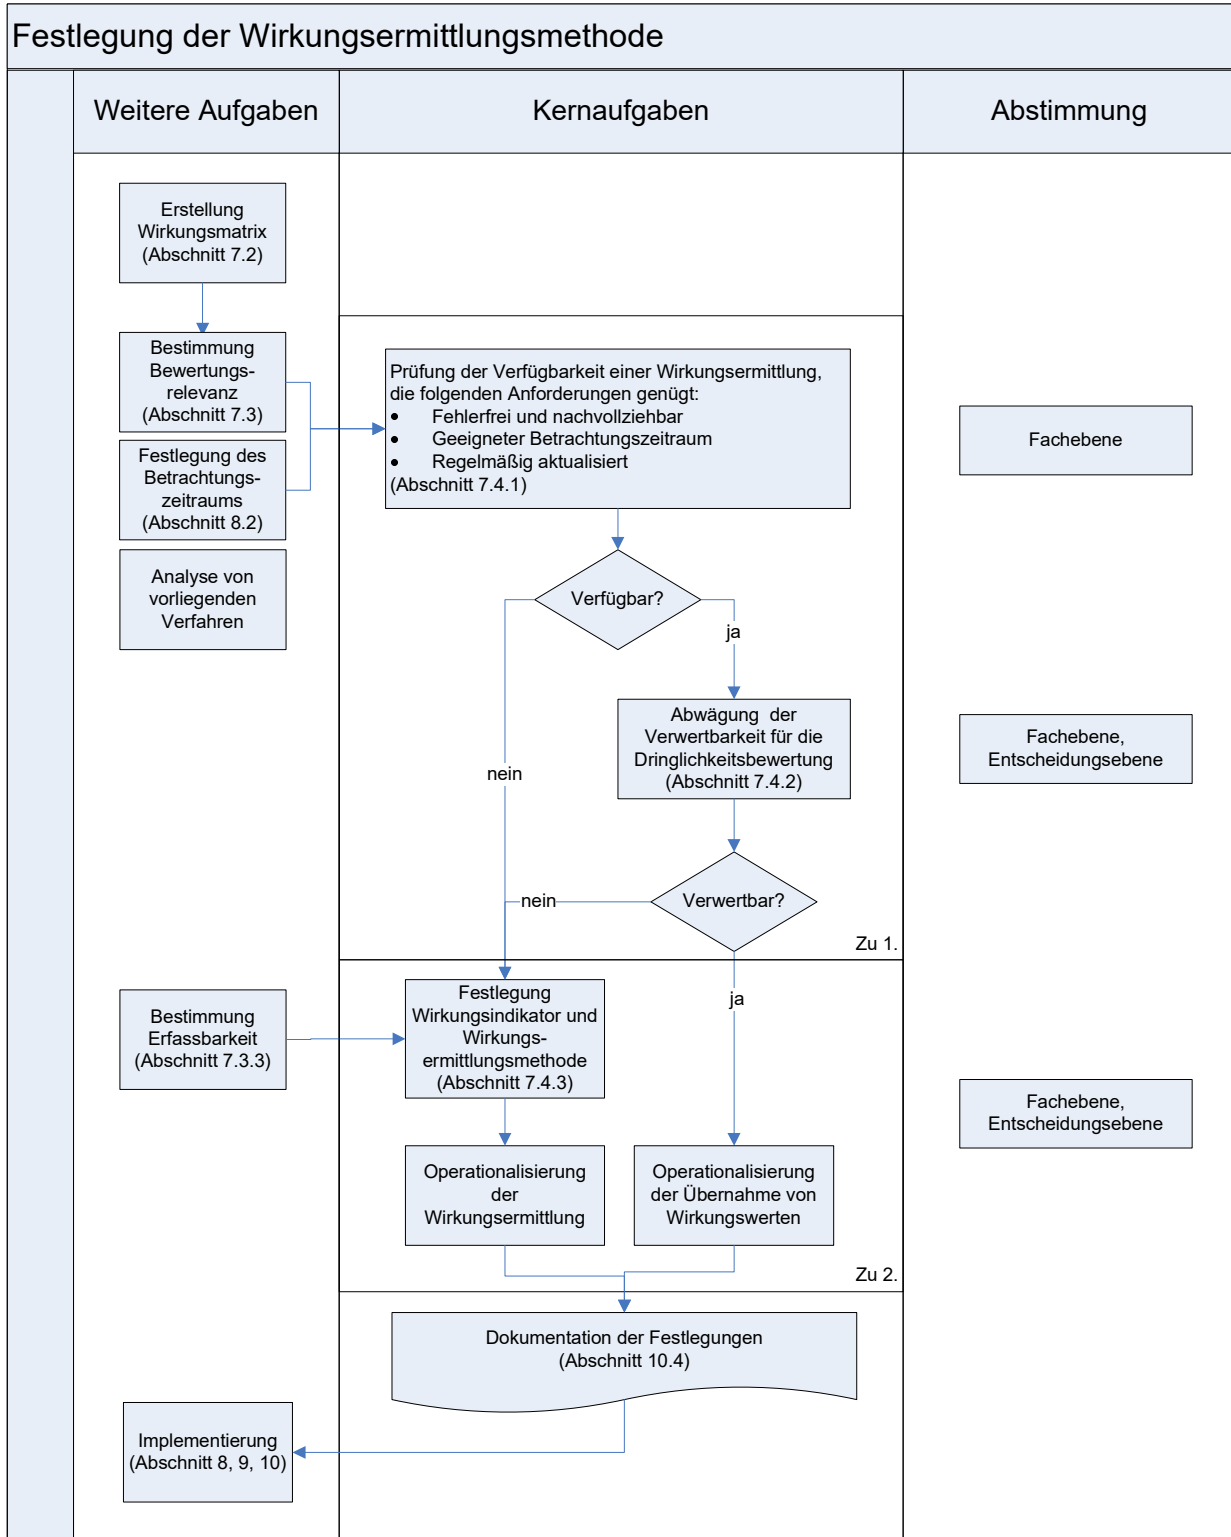 Festlegung der Wirkungsermittlungsmethode
Weitere Aufgaben
Kernaufgaben
Abstimmung
Erstellung
Wirkungsmatrix
(Abschnitt 7.2)
Bestimmung
Bewertungs-
relevanz
(Abschnitt 7.3)
Festlegung des
Betrachtungs-
zeitraums
(Abschnitt 8.2)
Analyse von
vorliegenden
Verfahren
Prüfung der Verfügbarkeit einer Wirkungsermittlung,
die folgenden Anforderungen genügt:
• Fehlerfrei und nachvollziehbar
• Geeigneter Betrachtungszeitraum
• Regelmäßig aktualisiert
(Abschnitt 7.4.1)
Fachebene
Verfügbar?
ja
nein
Abwägung der
Verwertbarkeit für die
Dringlichkeitsbewertung
(Abschnitt 7.4.2)
Fachebene,
Entscheidungsebene
Verwertbar?
nein
Zu 1.
ja
Bestimmung
Erfassbarkeit
(Abschnitt 7.3.3)
Festlegung
Wirkungsindikator und
Wirkungs-
ermittlungsmethode
(Abschnitt 7.4.3)
Fachebene,
Entscheidungsebene
Operationalisierung
der
Wirkungsermittlung
Operationalisierung
der Übernahme von
Wirkungswerten
Zu 2.
Dokumentation der Festlegungen
(Abschnitt 10.4)
Implementierung
(Abschnitt 8, 9, 10)